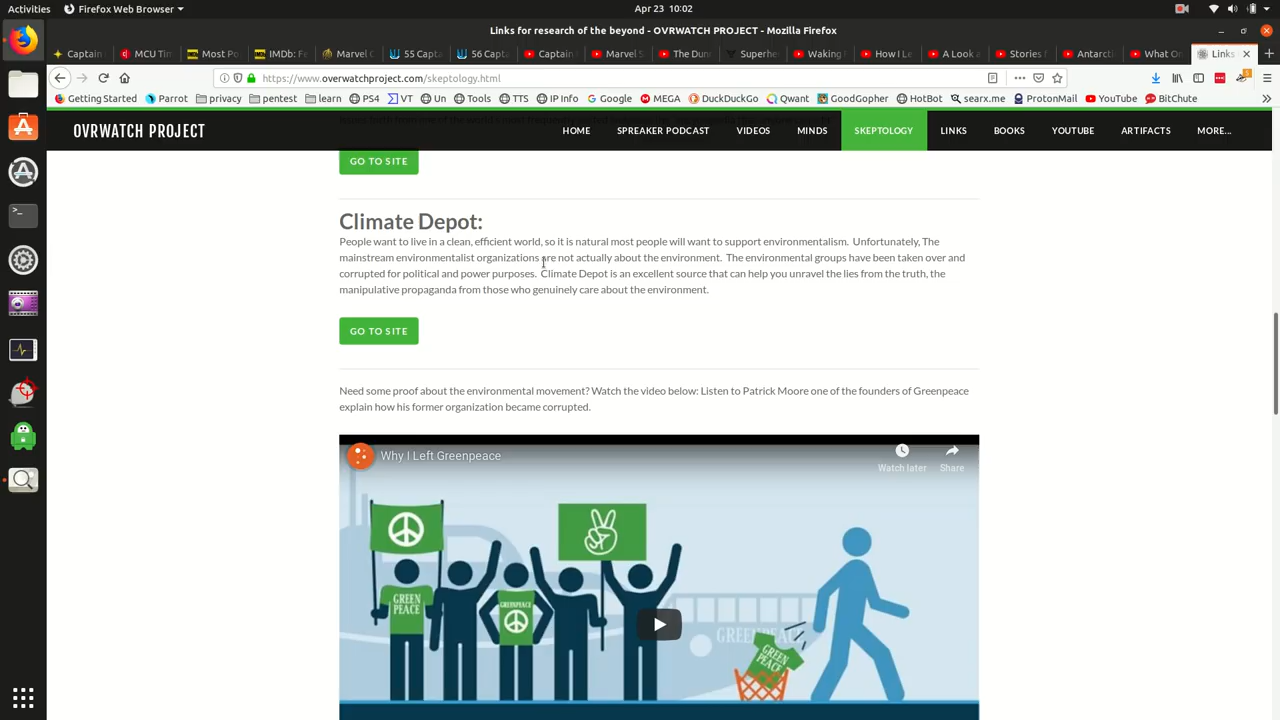 Activities Firefox Web Browser Apr 23 10:02
Links for research of the beyond - OVRWATCH PROJECT - Mozilla Firefox
Captain MCU Tin Most Po IMDb: Fe Marvel C 55 Capta 56 Capta Captain Marvel S The Dunn Superhe Waking How I Le A Look a Stories Antarcti What On Links
https://www.overwatchproject.com/skeptology.html
Getting Started Parrot privacy pentest learn PS4 VT Un Tools TTS IP Info Google MEGA DuckDuckGo Qwant GoodGopher HotBot searx.me ProtonMail YouTube BitChute
OVRWATCH PROJECT HOME SPREAKER PODCAST VIDEOS MINDS SKEPTOLOGY LINKS BOOKS YOUTUBE ARTIFACTS MORE...
GO TO SITE
Climate Depot:
People want to live in a clean, efficient world, so it is natural most people will want to support environmentalism. Unfortunately, The
mainstream environmentalist organizations are not actually about the environment. The environmental groups have been taken over and
corrupted for political and power purposes. Climate Depot is an excellent source that can help you unravel the lies from the truth, the
manipulative propaganda from those who genuinely care about the environment.
GO TO SITE
Need some proof about the environmental movement? Watch the video below: Listen to Patrick Moore one of the founders of Greenpeace
explain how his former organization became corrupted.
Why I Left Greenpeace
Watch later Share
GREEN PEACE
GREENPEACE
GREENPEACE
GREEN PEACE